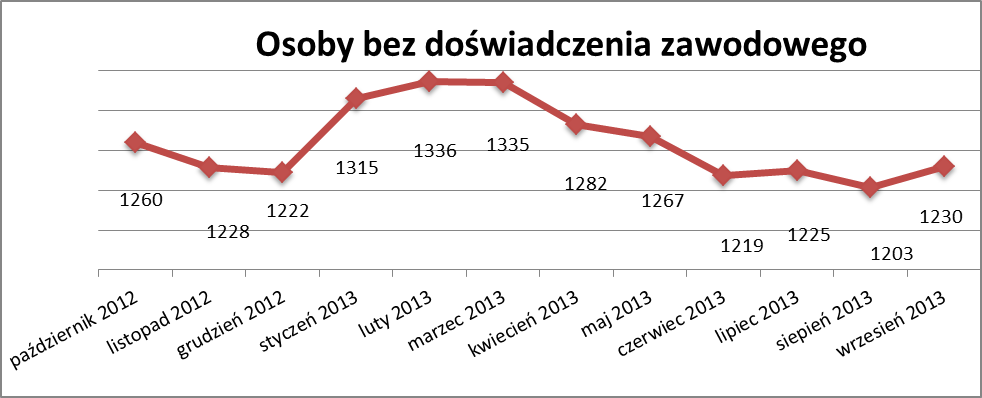 Osoby bez doświadczenia zawodowego
1260
1228
1222
1315
1336
1335
1282
1267
1219
1225
1203
1230
październik 2012
listopad 2012
grudzień 2012
styczeń 2013
luty 2013
marzec 2013
kwiecień 2013
maj 2013
czerwiec 2013
lipiec 2013
siepień 2013
wrzesień 2013